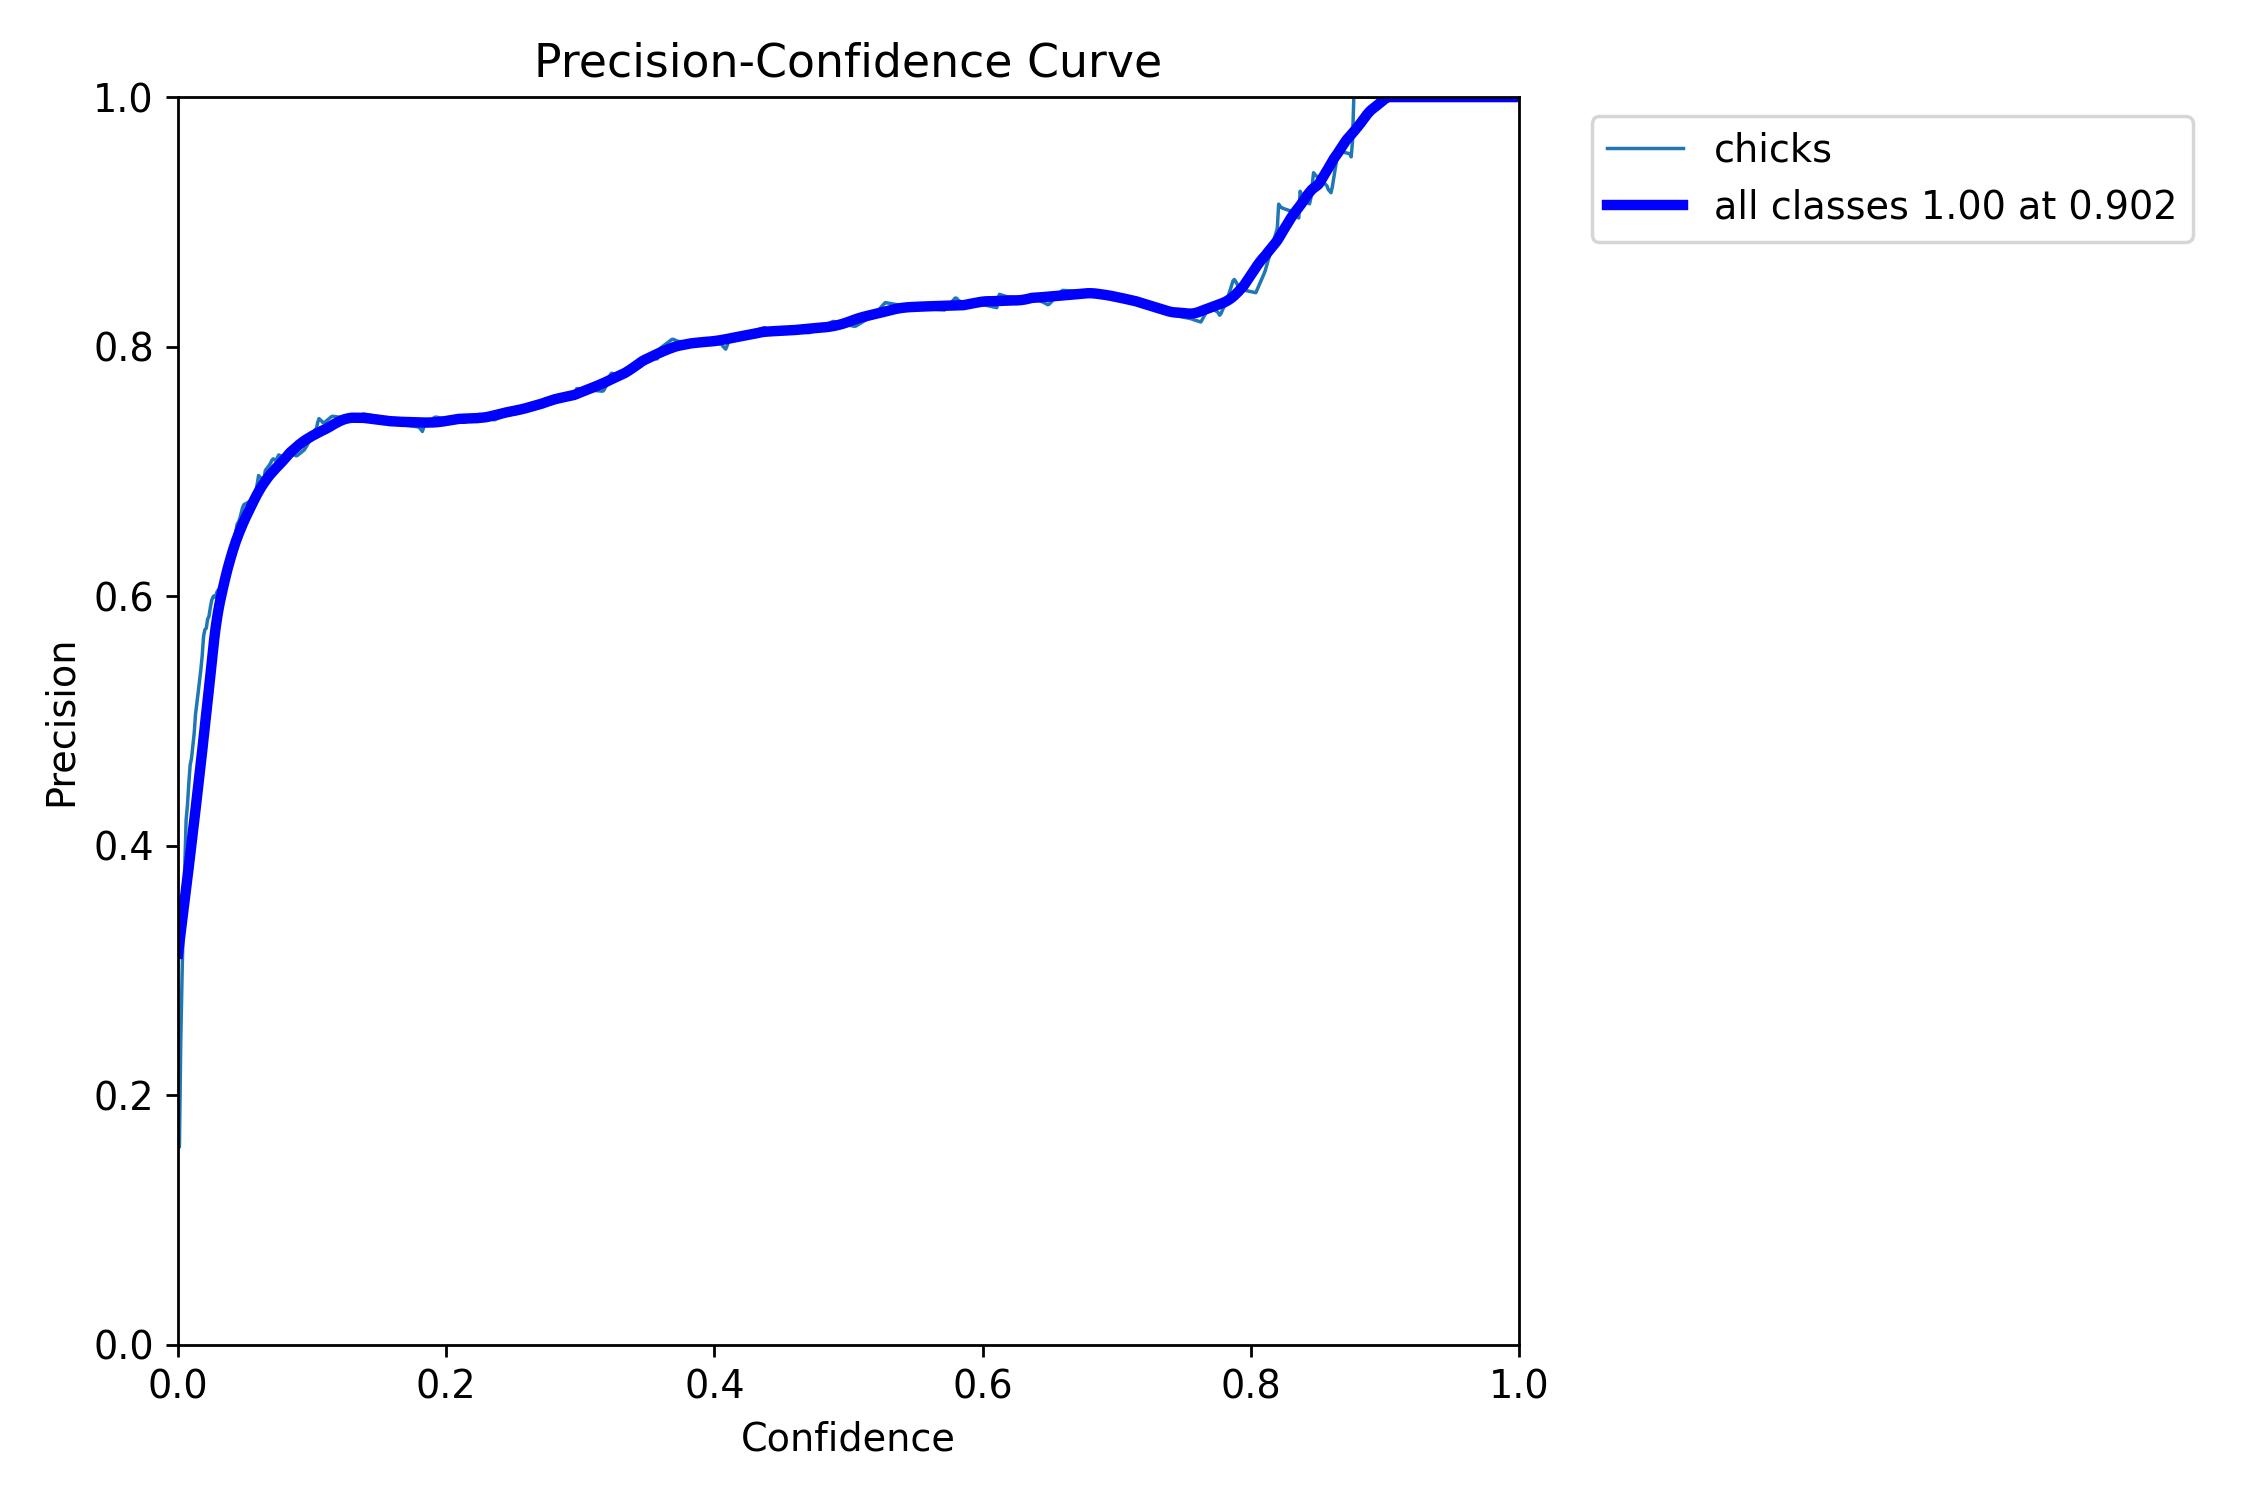 Precision-Confidence Curve
1.0
0.8
0.6
0.4
0.2
0.0
Precision
0.0 0.2 0.4 0.6 0.8 1.0
Confidence
chicks
all classes 1.00 at 0.902